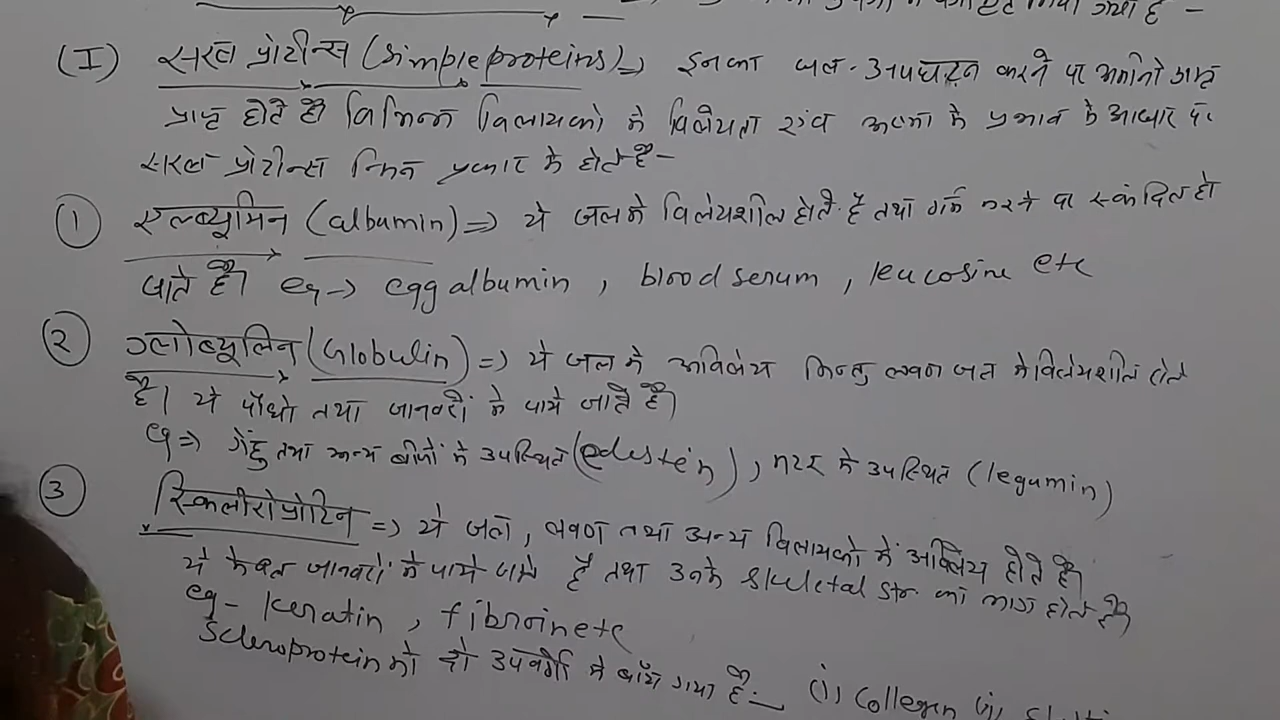 गया है -
(I) सरल प्रोटीन्स (simple proteins) => इनका जल-अपघटन करने पर अमीनो अम्ल
प्राप्त होते है। विभिन्न विलायको मे विलेयता एवं ऊष्मा के प्रभाव के आधार पर
सरल प्रोटीन्स निम्न प्रकार के होते है -
① एल्ब्यूमिन (albumin) => ये जल मे विलेयशील होते है तथा गर्म करने पर स्कंदित हो
जाते है। eg -> egg albumin , blood serum , leucosine etc
② ग्लोब्यूलिन (Globulin) => ये जल मे अविलेय किन्तु लवण जल मे विलेयशील होते
है। ये पौधो तथा जानवरों मे पाये जाते है।
eg => गेंहु तथा अन्य बीजों मे उपस्थित (edestein) , मटर मे उपस्थित (legumin)
③ स्किलीरोप्रोटिन => ये जल , लवण तथा अन्य विलायको में अविलेय होते है।
ये केवल जानवरों मे पाये जाते है तथा उनके skeletal str. का भाग होते है।
eg - keratin , fibroin etc
Scleroprotein को दो उपवर्गो मे बाँटा गया है :- (i) Collegen (ii)